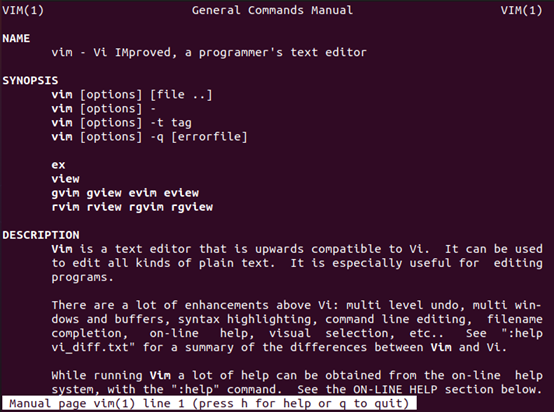 VIM(1) General Commands Manual VIM(1)
NAME
vim - Vi IMproved, a programmer's text editor
SYNOPSIS
vim [options] [file ..]
vim [options] -
vim [options] -t tag
vim [options] -q [errorfile]
ex
view
gvim gview evim eview
rvim rview rgvim rgview
DESCRIPTION
Vim is a text editor that is upwards compatible to Vi.  It can be used
to edit all kinds of plain text.  It is especially useful  for  editing
programs.
There are a lot of enhancements above Vi: multi level undo, multi win-
dows and buffers, syntax highlighting, command line editing,  filename
completion,  on-line  help, visual  selection, etc..  See  ":help
vi_diff.txt" for a summary of the differences between Vim and Vi.
While running Vim a lot of help can be obtained from the on-line  help
system, with the ":help" command.  See the ON-LINE HELP section below.
Manual page vim(1) line 1 (press h for help or q to quit)